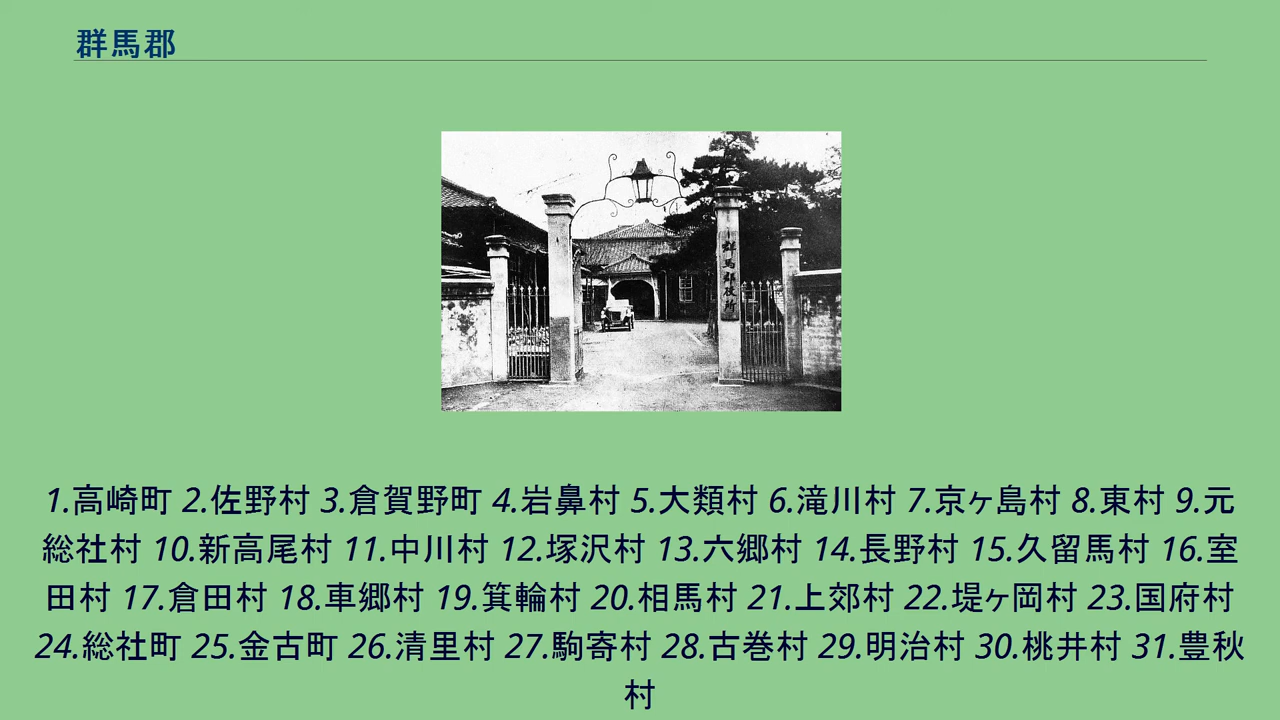 群馬郡
群馬郡役所
1.高崎町 2.佐野村 3.倉賀野町 4.岩鼻村 5.大類村 6.滝川村 7.京ヶ島村 8.東村 9.元
総社村 10.新高尾村 11.中川村 12.塚沢村 13.六郷村 14.長野村 15.久留馬村 16.室
田村 17.倉田村 18.車郷村 19.箕輪村 20.相馬村 21.上郊村 22.堤ヶ岡村 23.国府村
24.総社町 25.金古町 26.清里村 27.駒寄村 28.古巻村 29.明治村 30.桃井村 31.豊秋
村